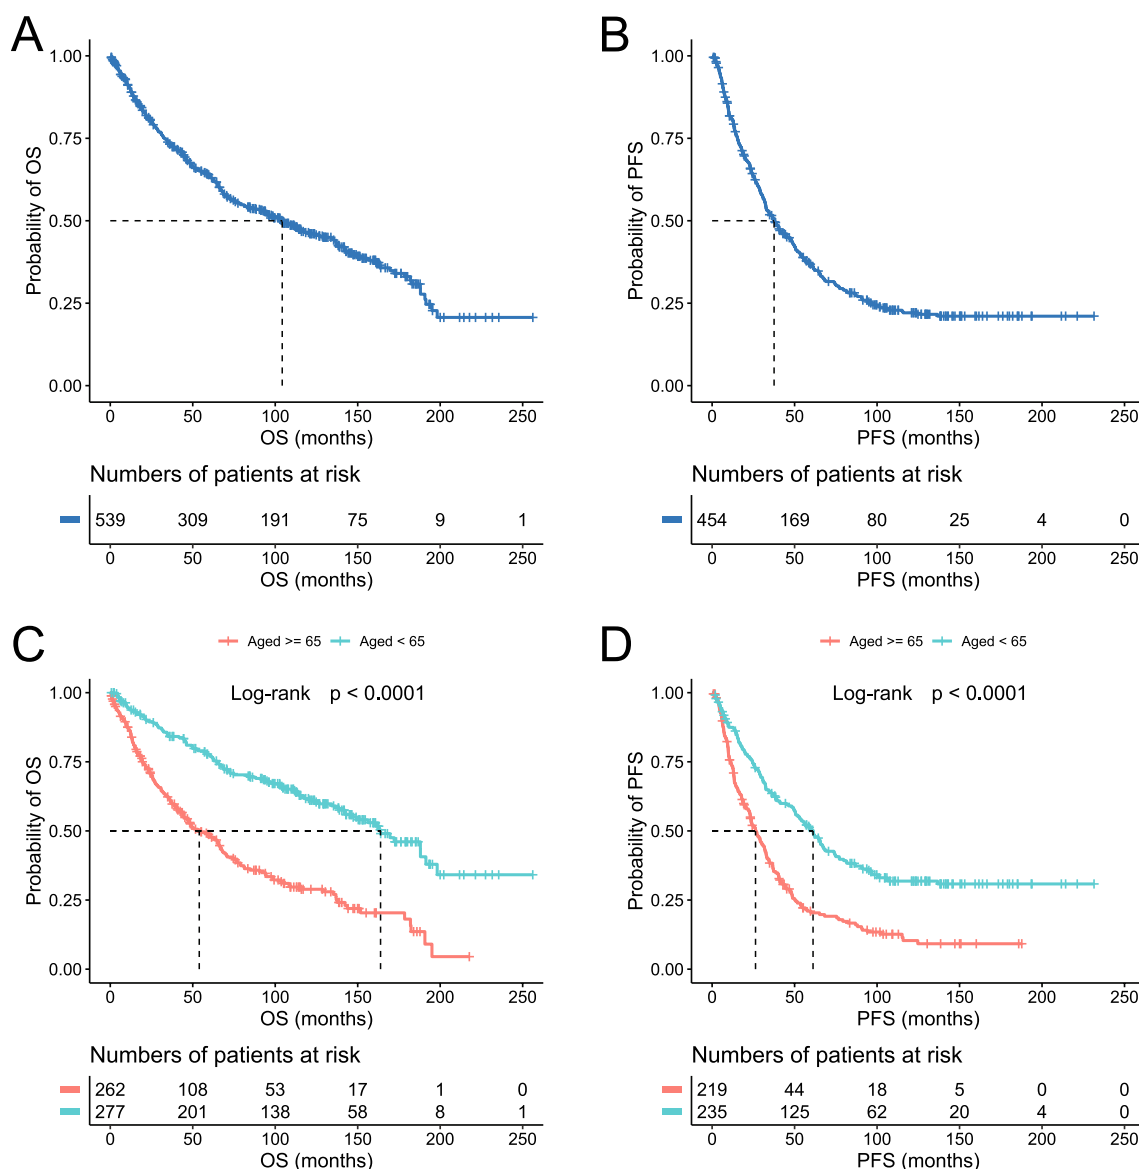 A
B
1.00
0.75
0.50
0.25
0.00
Probability of OS
0 50 100 150 200 250
OS (months)
1.00
0.75
0.50
0.25
0.00
Probability of PFS
0 50 100 150 200 250
PFS (months)
Numbers of patients at risk
539 309 191 75 9 1
0 50 100 150 200 250
OS (months)
Numbers of patients at risk
454 169 80 25 4 0
0 50 100 150 200 250
PFS (months)
C
Aged >= 65 Aged < 65
Log-rank p < 0.0001
1.00
0.75
0.50
0.25
0.00
Probability of OS
0 50 100 150 200 250
OS (months)
D
Aged >= 65 Aged < 65
Log-rank p < 0.0001
1.00
0.75
0.50
0.25
0.00
Probability of PFS
0 50 100 150 200 250
PFS (months)
Numbers of patients at risk
262 108 53 17 1 0
277 201 138 58 8 1
0 50 100 150 200 250
OS (months)
Numbers of patients at risk
219 44 18 5 0 0
235 125 62 20 4 0
0 50 100 150 200 250
PFS (months)